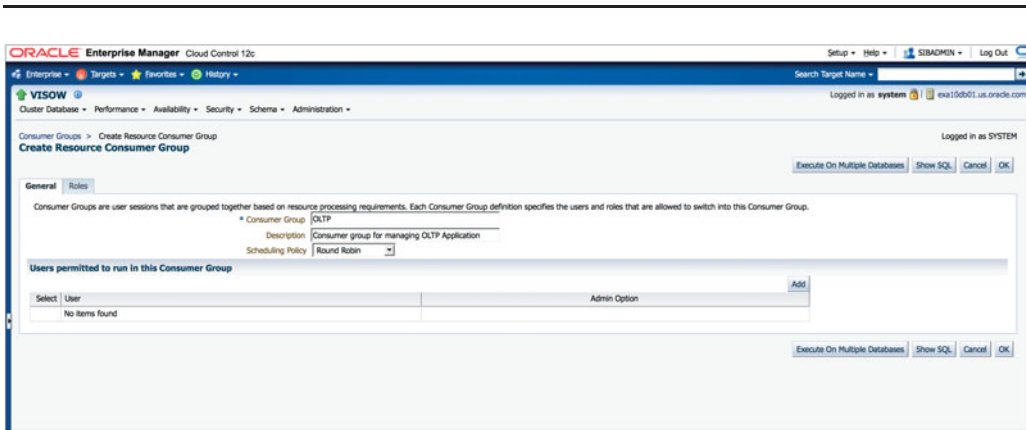 ORACLE Enterprise Manager Cloud Control 12c
Setup Help SIBADMIN Log Out
Enterprise Targets Favorites History
Search Target Name
VISOW
Logged in as system exa10db01.us.oracle.com
Cluster Database Performance Availability Security Schema Administration
Consumer Groups > Create Resource Consumer Group
Logged in as SYSTEM
Create Resource Consumer Group
Execute On Multiple Databases Show SQL Cancel OK
General Roles
Consumer Groups are user sessions that are grouped together based on resource processing requirements. Each Consumer Group definition specifies the users and roles that are allowed to switch into this Consumer Group.
* Consumer Group OLTP
Description Consumer group for managing OLTP Application
Scheduling Policy Round Robin
Users permitted to run in this Consumer Group
Add
Select User Admin Option
No items found
Execute On Multiple Databases Show SQL Cancel OK